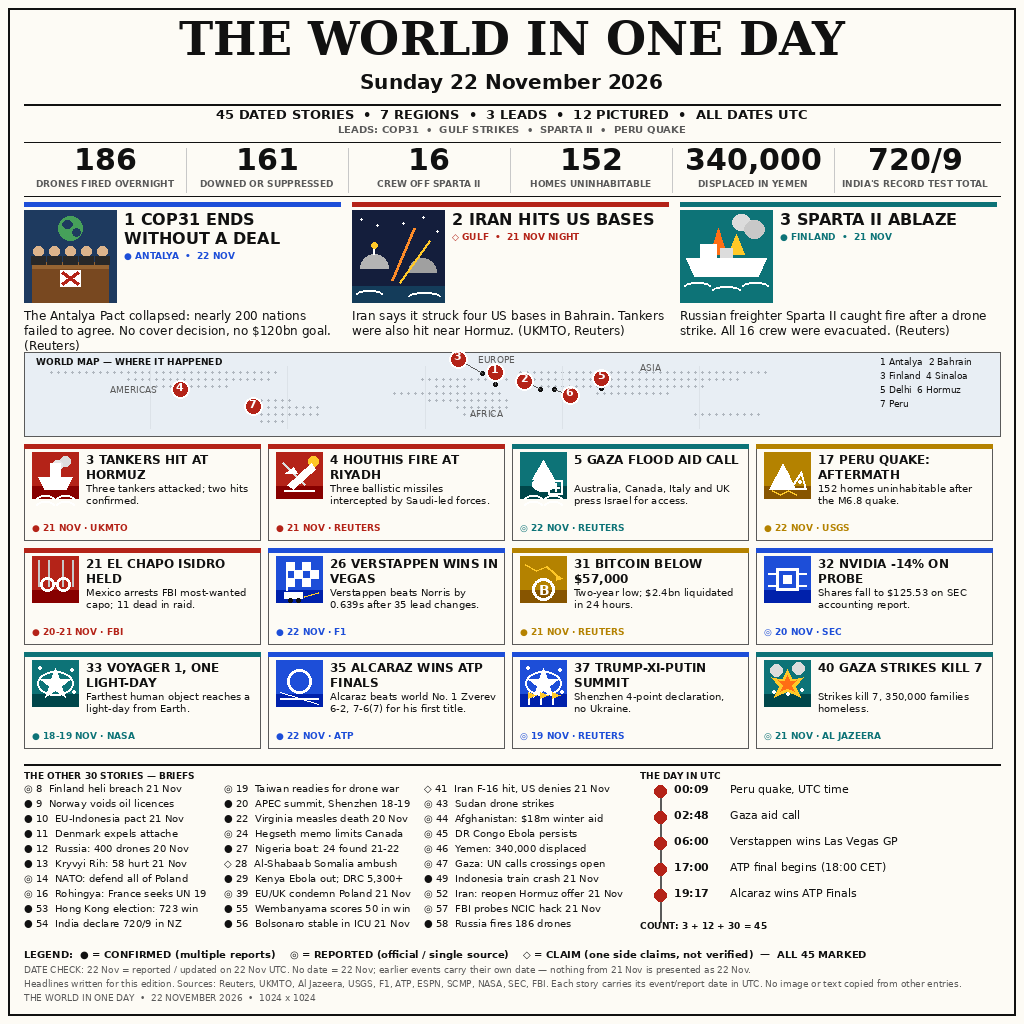 THE WORLD IN ONE DAY
Sunday 22 November 2026
45 DATED STORIES • 7 REGIONS • 3 LEADS • 12 PICTURED • ALL DATES UTC
LEADS: COP31 • GULF STRIKES • SPARTA II • PERU QUAKE
186
DRONES FIRED OVERNIGHT
161
DOWNED OR SUPPRESSED
16
CREW OFF SPARTA II
152
HOMES UNINHABITABLE
340,000
DISPLACED IN YEMEN
720/9
INDIA'S RECORD TEST TOTAL
1 COP31 ENDS
WITHOUT A DEAL
● ANTALYA • 22 NOV
The Antalya Pact collapsed: nearly 200 nations
failed to agree. No cover decision, no $120bn goal.
(Reuters)
2 IRAN HITS US BASES
◇ GULF • 21 NOV NIGHT
Iran says it struck four US bases in Bahrain. Tankers
were also hit near Hormuz. (UKMTO, Reuters)
3 SPARTA II ABLAZE
● FINLAND • 21 NOV
Russian freighter Sparta II caught fire after a drone
strike. All 16 crew were evacuated. (Reuters)
WORLD MAP — WHERE IT HAPPENED
AMERICAS
EUROPE
AFRICA
ASIA
4
7
3
1
2
6
5
1 Antalya 2 Bahrain
3 Finland 4 Sinaloa
5 Delhi 6 Hormuz
7 Peru
3 TANKERS HIT AT
HORMUZ
Three tankers attacked; two hits
confirmed.
● 21 NOV · UKMTO
4 HOUTHIS FIRE AT
RIYADH
Three ballistic missiles
intercepted by Saudi-led forces.
● 21 NOV · REUTERS
5 GAZA FLOOD AID CALL
Australia, Canada, Italy and UK
press Israel for access.
◎ 22 NOV · REUTERS
17 PERU QUAKE:
AFTERMATH
152 homes uninhabitable after
the M6.8 quake.
● 22 NOV · USGS
21 EL CHAPO ISIDRO
HELD
Mexico arrests FBI most-wanted
capo; 11 dead in raid.
● 20-21 NOV · FBI
26 VERSTAPPEN WINS IN
VEGAS
Verstappen beats Norris by
0.639s after 35 lead changes.
● 22 NOV · F1
31 BITCOIN BELOW
$57,000
Two-year low; $2.4bn liquidated
in 24 hours.
B
● 21 NOV · REUTERS
32 NVIDIA -14% ON
PROBE
Shares fall to $125.53 on SEC
accounting report.
◎ 20 NOV · SEC
33 VOYAGER 1, ONE
LIGHT-DAY
Farthest human object reaches a
light-day from Earth.
● 18-19 NOV · NASA
35 ALCARAZ WINS ATP
FINALS
Alcaraz beats world No. 1 Zverev
6-2, 7-6(7) for his first title.
● 22 NOV · ATP
37 TRUMP-XI-PUTIN
SUMMIT
Shenzhen 4-point declaration,
no Ukraine.
◎ 19 NOV · REUTERS
40 GAZA STRIKES KILL 7
Strikes kill 7, 350,000 families
homeless.
◎ 21 NOV · AL JAZEERA
THE OTHER 30 STORIES — BRIEFS
◎ 8 Finland heli breach 21 Nov
● 9 Norway voids oil licences
● 10 EU-Indonesia pact 21 Nov
● 11 Denmark expels attache
● 12 Russia: 400 drones 20 Nov
● 13 Kryvyi Rih: 58 hurt 21 Nov
◎ 14 NATO: defend all of Poland
◎ 16 Rohingya: France seeks UN 19
● 53 Hong Kong election: 723 win
● 54 India declare 720/9 in NZ
◎ 19 Taiwan readies for drone war
● 20 APEC summit, Shenzhen 18-19
● 22 Virginia measles death 20 Nov
◎ 24 Hegseth memo limits Canada
● 27 Nigeria boat: 24 found 21-22
◇ 28 Al-Shabaab Somalia ambush
● 29 Kenya Ebola out; DRC 5,300+
◎ 39 EU/UK condemn Poland 21 Nov
● 55 Wembanyama scores 50 in win
● 56 Bolsonaro stable in ICU 21 Nov
◇ 41 Iran F-16 hit, US denies 21 Nov
◎ 43 Sudan drone strikes
◎ 44 Afghanistan: $18m winter aid
◎ 45 DR Congo Ebola persists
◎ 46 Yemen: 340,000 displaced
◎ 47 Gaza: UN calls crossings open
● 49 Indonesia train crash 21 Nov
◎ 52 Iran: reopen Hormuz offer 21 Nov
◎ 57 FBI probes NCIC hack 21 Nov
● 58 Russia fires 186 drones
THE DAY IN UTC
00:09 Peru quake, UTC time
02:48 Gaza aid call
06:00 Verstappen wins Las Vegas GP
17:00 ATP final begins (18:00 CET)
19:17 Alcaraz wins ATP Finals
COUNT: 3 + 12 + 30 = 45
LEGEND: ● = CONFIRMED (multiple reports) ◎ = REPORTED (official / single source) ◇ = CLAIM (one side claims, not verified) — ALL 45 MARKED
DATE CHECK: 22 Nov = reported / updated on 22 Nov UTC. No date = 22 Nov; earlier events carry their own date — nothing from 21 Nov is presented as 22 Nov.
Headlines written for this edition. Sources: Reuters, UKMTO, Al Jazeera, USGS, F1, ATP, ESPN, SCMP, NASA, SEC, FBI. Each story carries its event/report date in UTC. No image or text copied from other entries.
THE WORLD IN ONE DAY • 22 NOVEMBER 2026 • 1024 x 1024